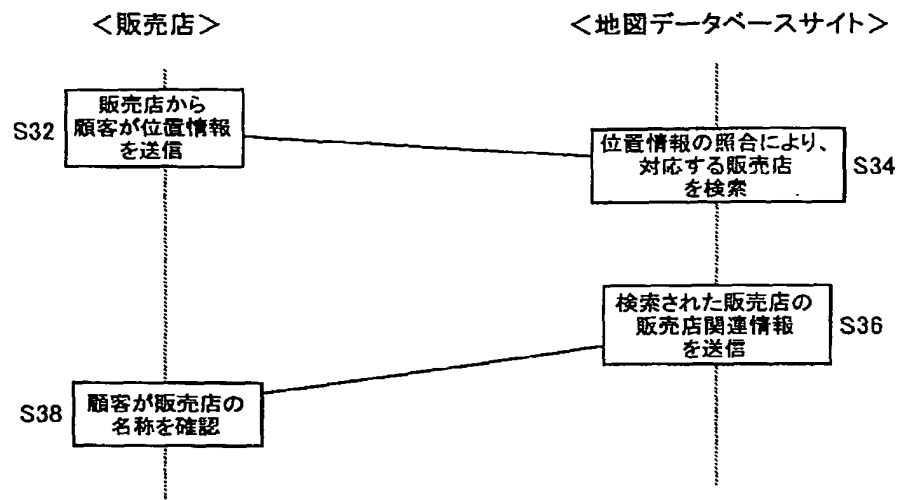 ＜販売店＞
＜地図データベースサイト＞
S32
販売店から
顧客が位置情報
を送信
位置情報の照合により、
対応する販売店
を検索
S34
検索された販売店の
販売店関連情報
を送信
S36
S38
顧客が販売店の
名称を確認